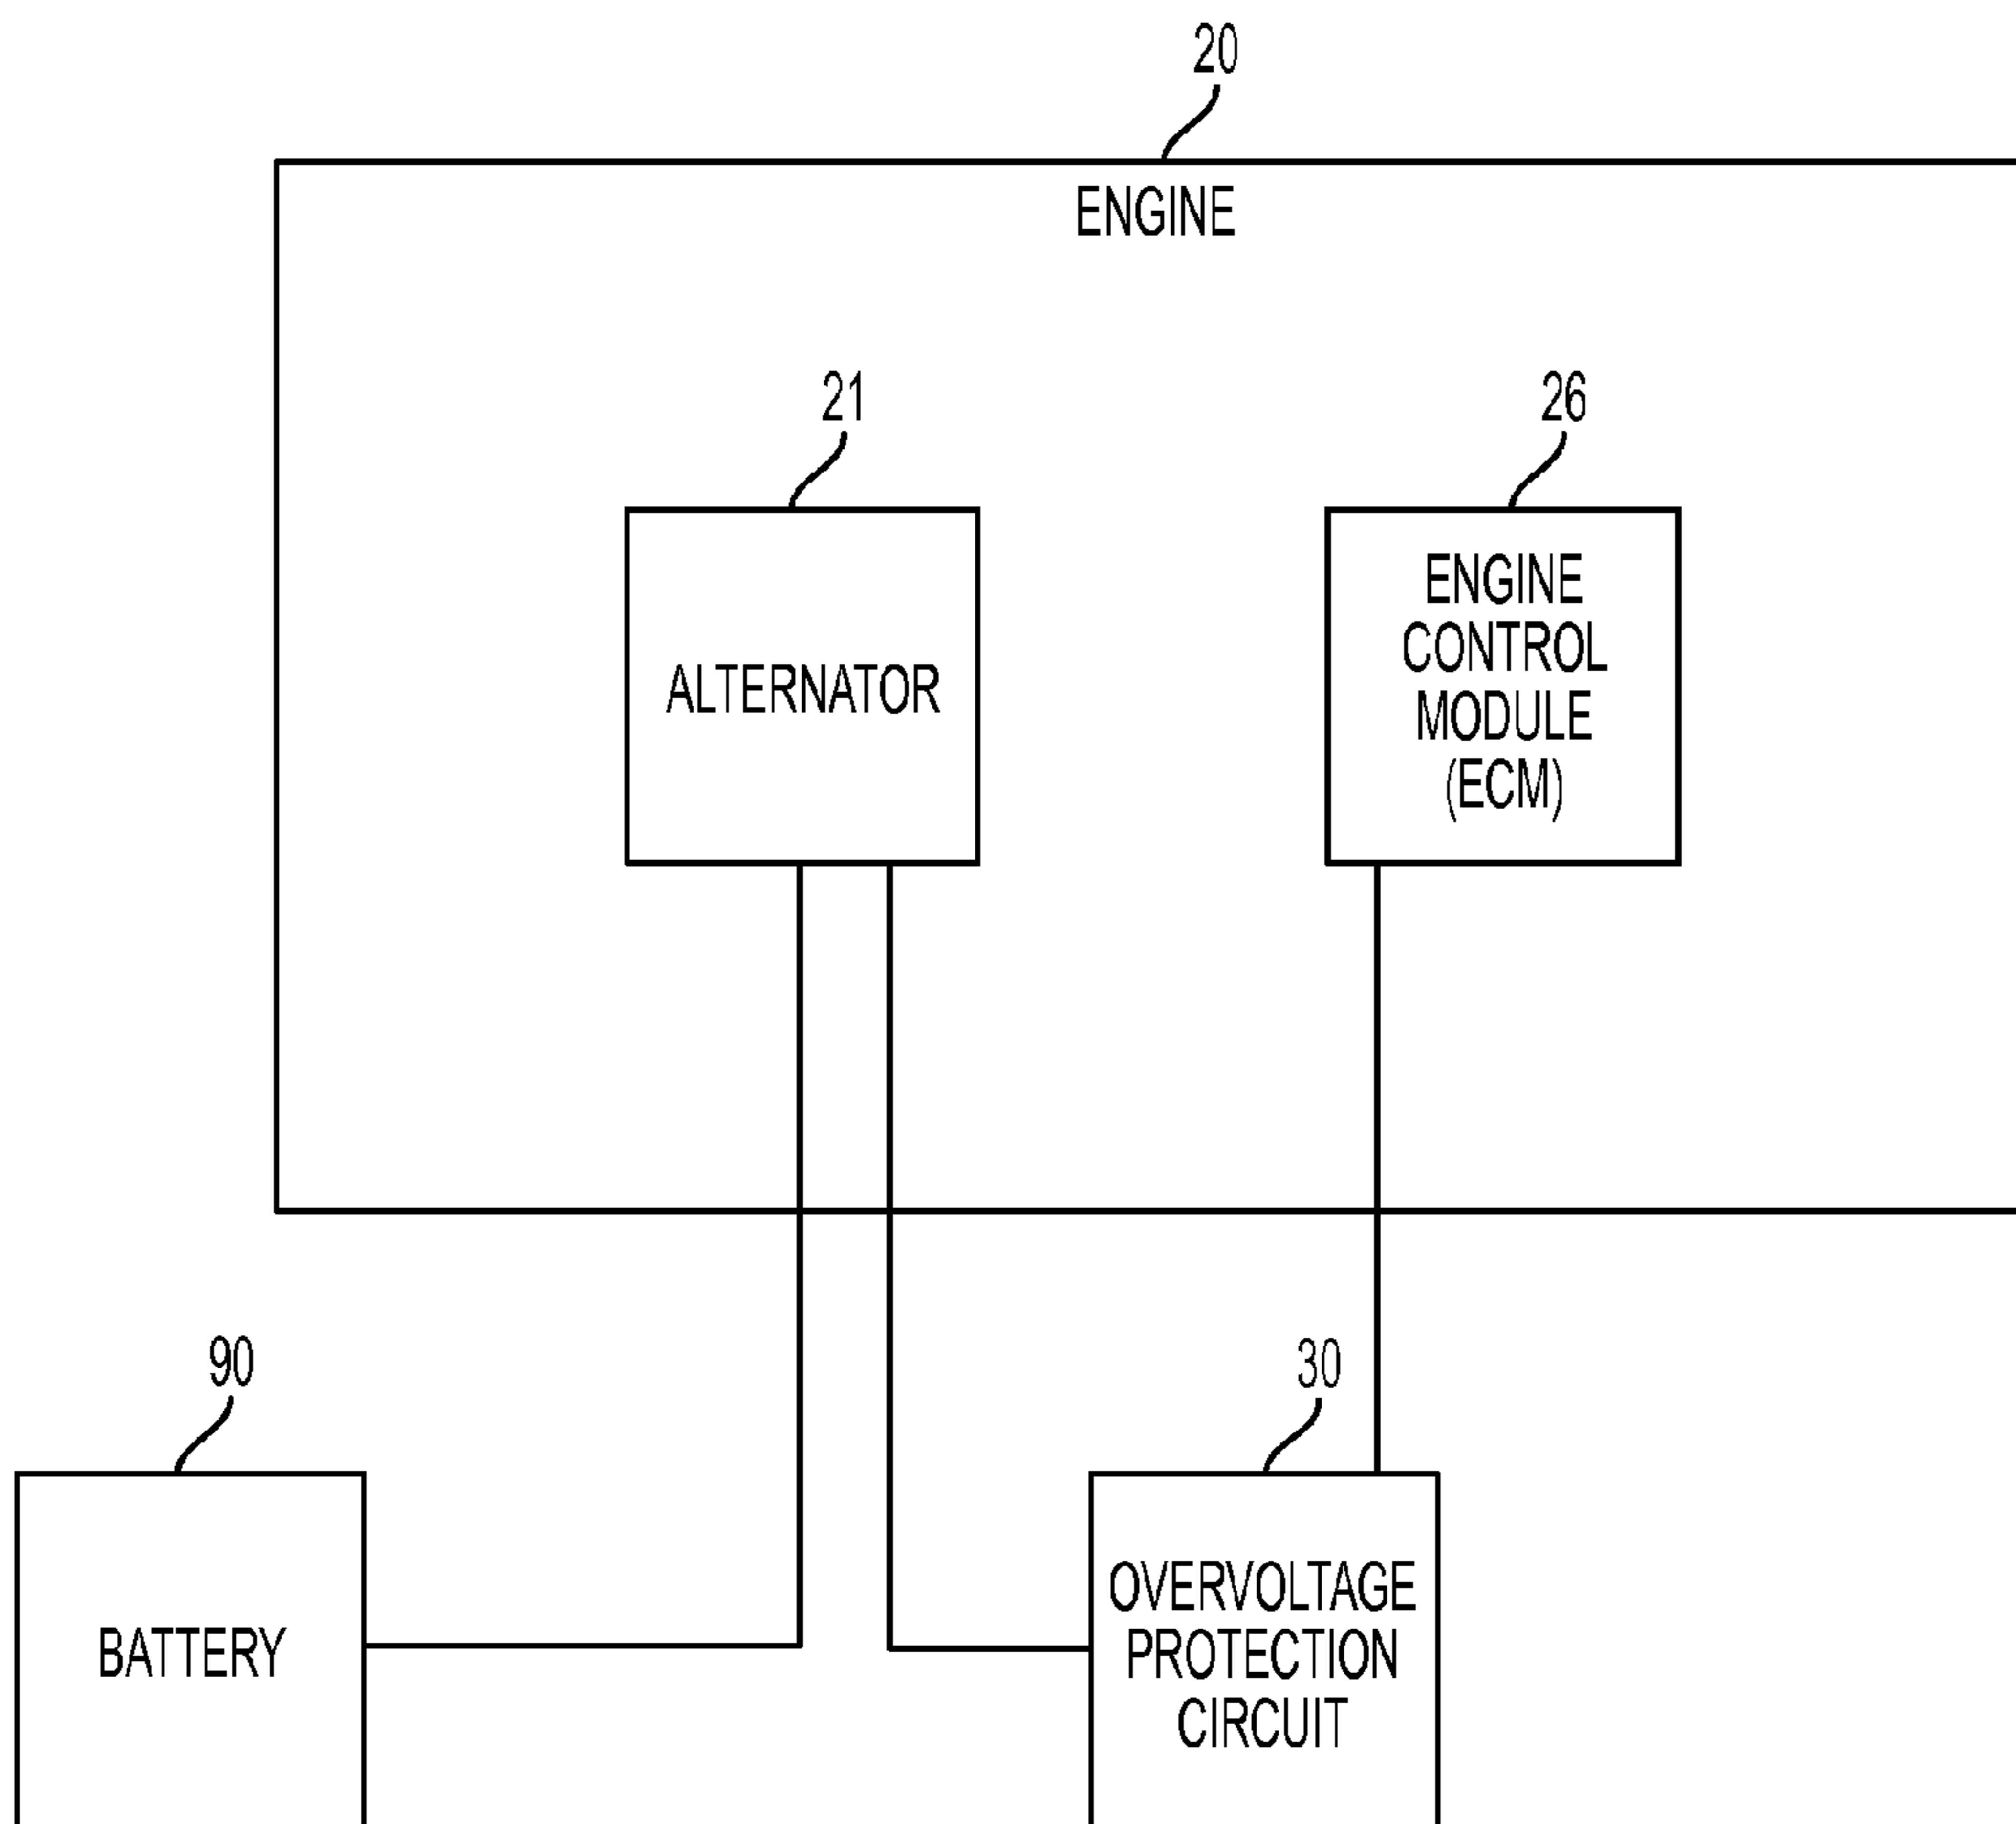 20
ENGINE
21
26
ALTERNATOR
ENGINE
CONTROL
MODULE
(ECM)
90
30
BATTERY
OVERVOLTAGE
PROTECTION
CIRCUIT